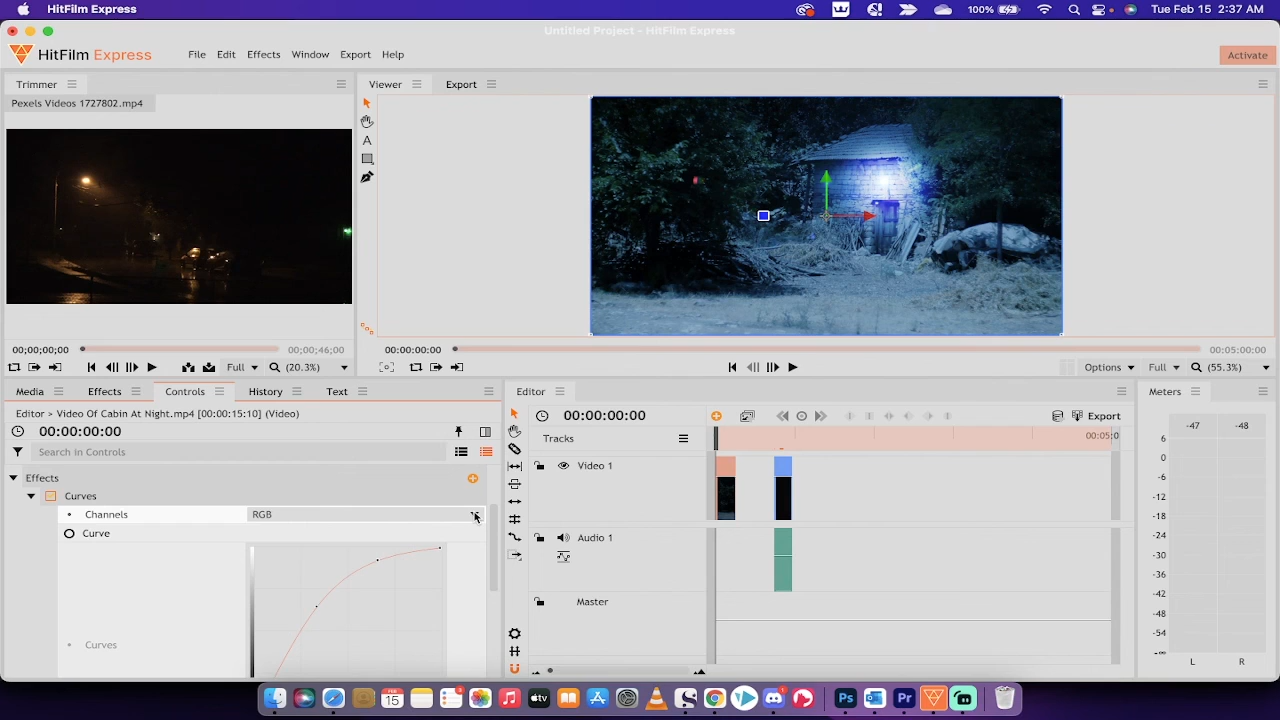 HitFilm Express
100%
Tue Feb 15 2:37 AM
Untitled Project - HitFilm Express
HitFilm Express
File Edit Effects Window Export Help
Activate
Trimmer
Viewer
Export
Pexels Videos 1727802.mp4
00;00;00;00
00;00;46;00
00:00:00:00
00:05:00:00
Full
(20.3%)
Options
Full
(55.3%)
Media
Effects
Controls
History
Text
Editor
Meters
Editor > Video Of Cabin At Night.mp4 [00:00:15:10] (Video)
00:00:00:00
00:00:00:00
Export
-47
-48
Search in Controls
Tracks
00:05:0
6
0
-6
-12
-18
-24
-30
-36
-42
-48
-54
-∞
L
R
Effects
Curves
Channels
RGB
Curve
Curves
Video 1
Audio 1
Master
FEB
15
3
1
Ps
Pr